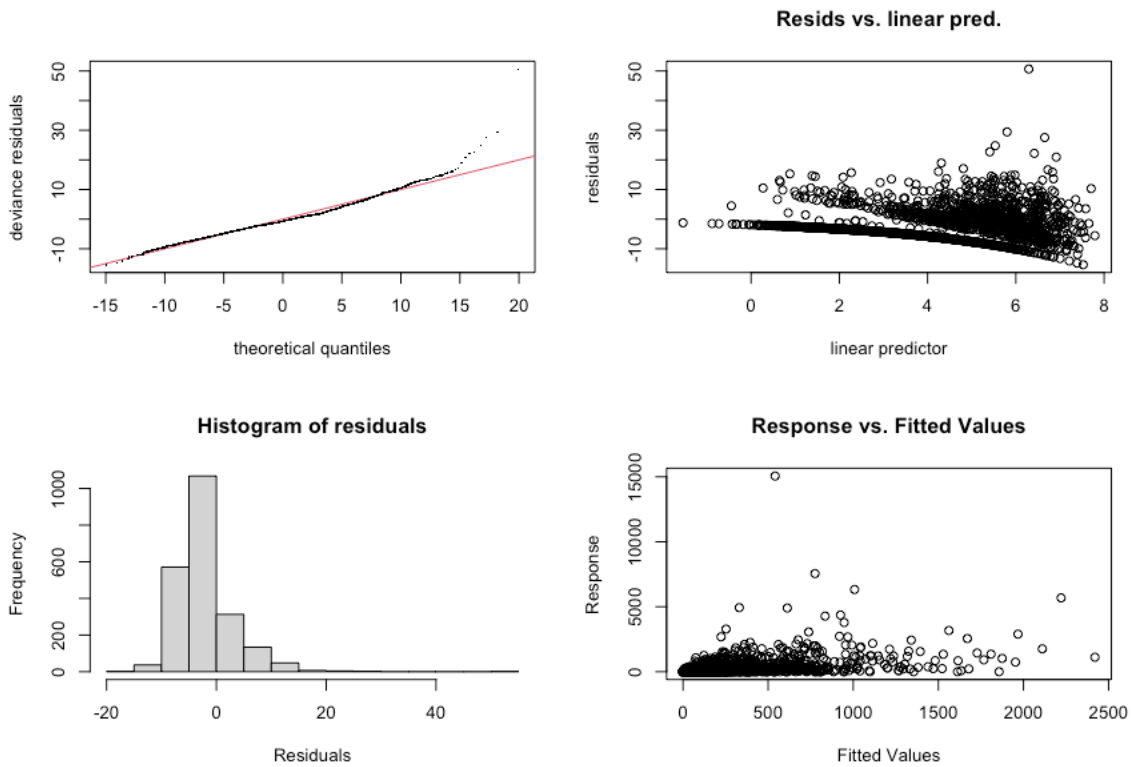 deviance residuals
50
30
10
-10
-15 -10 -5 0 5 10 15 20
theoretical quantiles
Resids vs. linear pred.
residuals
50
30
10
-10
0 2 4 6 8
linear predictor
Histogram of residuals
Frequency
1000
600
200
0
-20 0 20 40
Residuals
Response vs. Fitted Values
Response
15000
10000
5000
0
0 500 1000 1500 2000 2500
Fitted Values